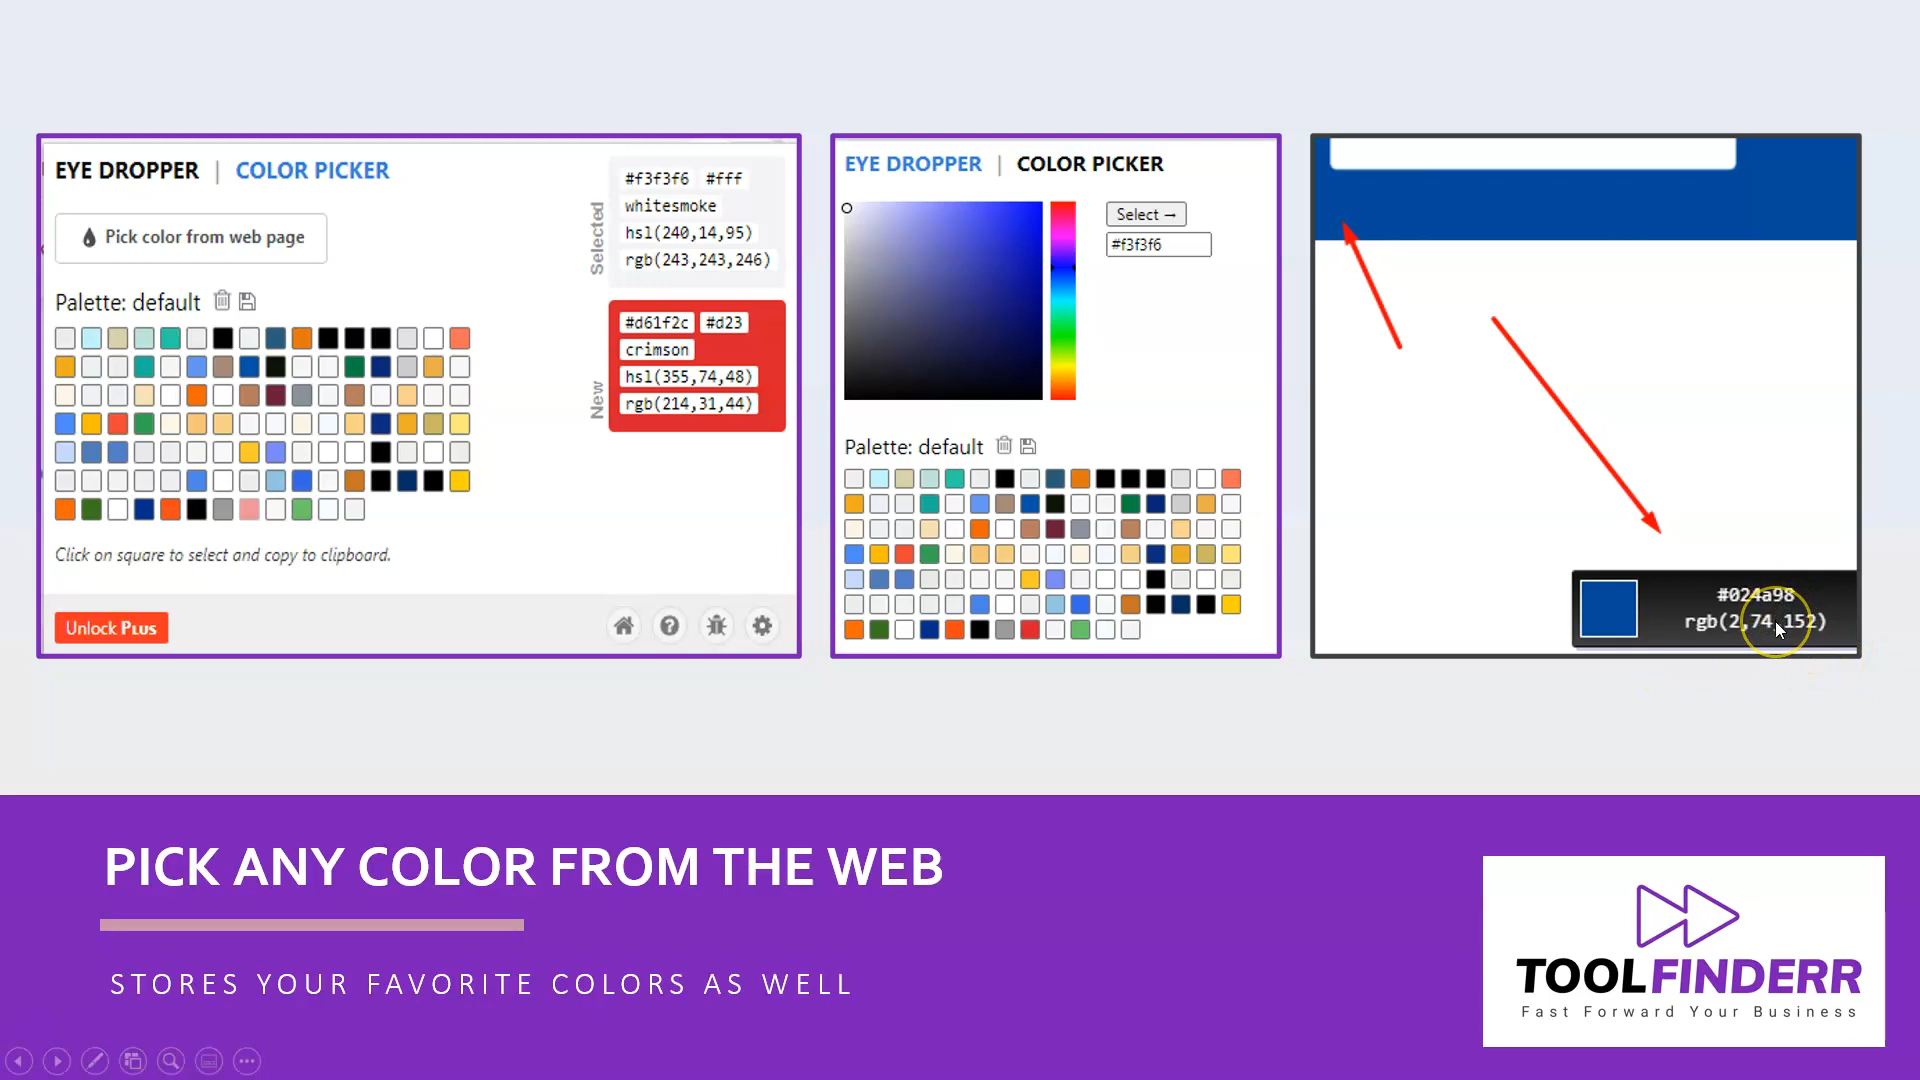 EYE DROPPER | COLOR PICKER
Pick color from web page
Palette: default
Click on square to select and copy to clipboard.
Unlock Plus
Selected
#f3f3f6 #fff
whitesmoke
hsl(240,14,95)
rgb(243,243,246)
New
#d61f2c #d23
crimson
hsl(355,74,48)
rgb(214,31,44)
EYE DROPPER | COLOR PICKER
Select →
#f3f3f6
Palette: default
#024a98
rgb(2,74,152)
PICK ANY COLOR FROM THE WEB
STORES YOUR FAVORITE COLORS AS WELL
TOOLFINDERR
Fast Forward Your Business